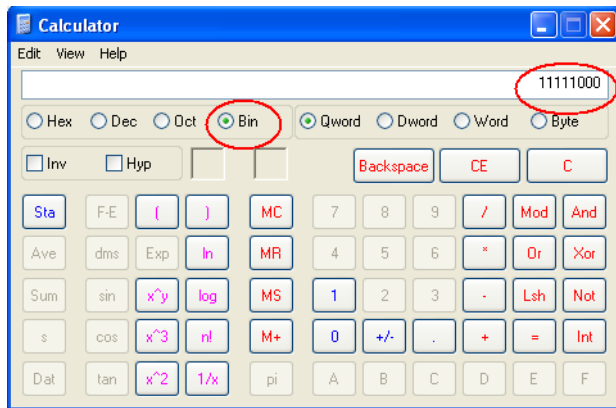 Calculator
Edit View Help
11111000
Hex Dec Oct Bin Qword Dword Word Byte
Inv Hyp Backspace CE C
Sta F-E ( ) MC 7 8 9 / Mod And
Ave dms Exp ln MR 4 5 6 * Or Xor
Sum sin x^y log MS 1 2 3 - Lsh Not
s cos x^3 n! M+ 0 +/- . + = Int
Dat tan x^2 1/x pi A B C D E F